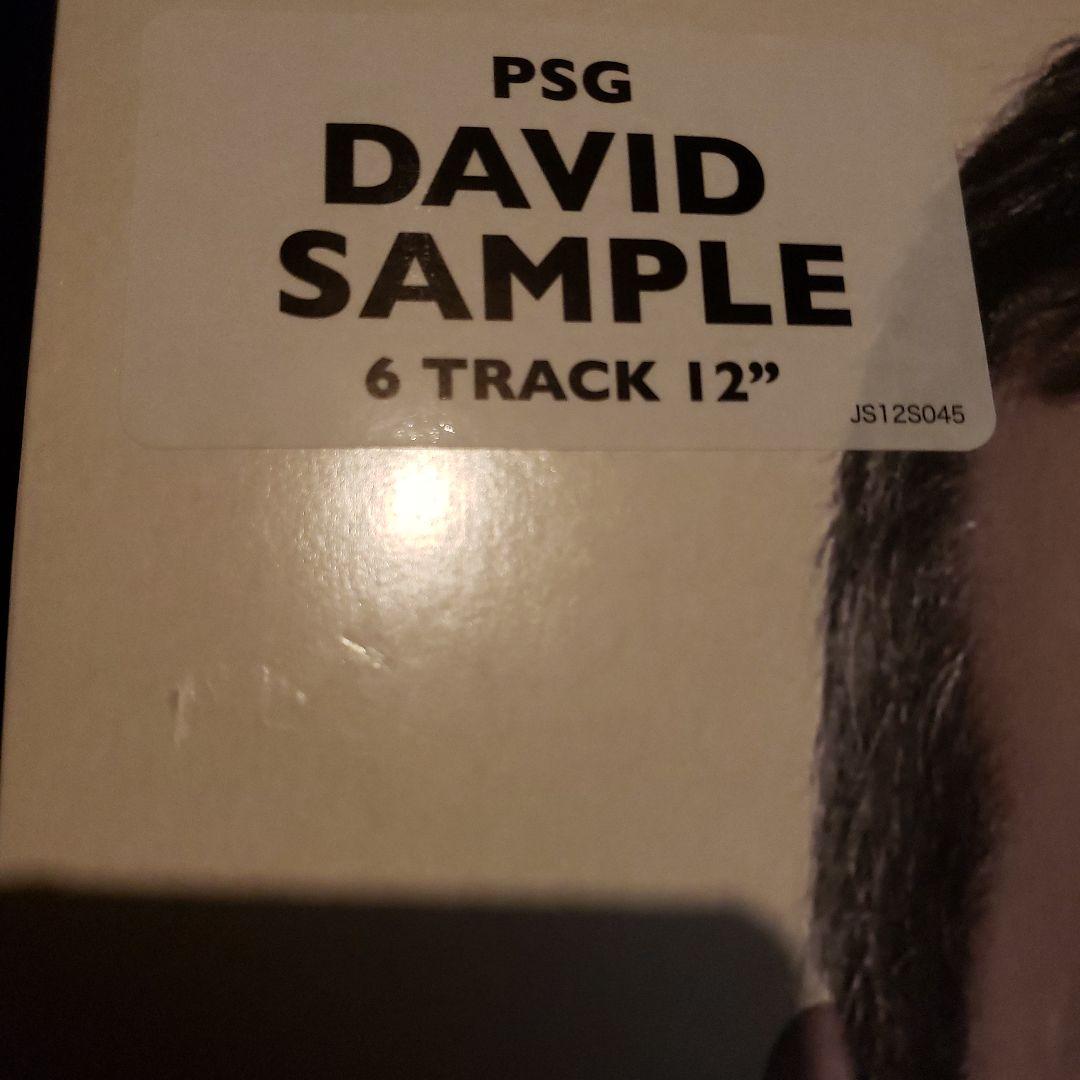 PSG
DAVID
SAMPLE
6 TRACK 12”
JS12S045